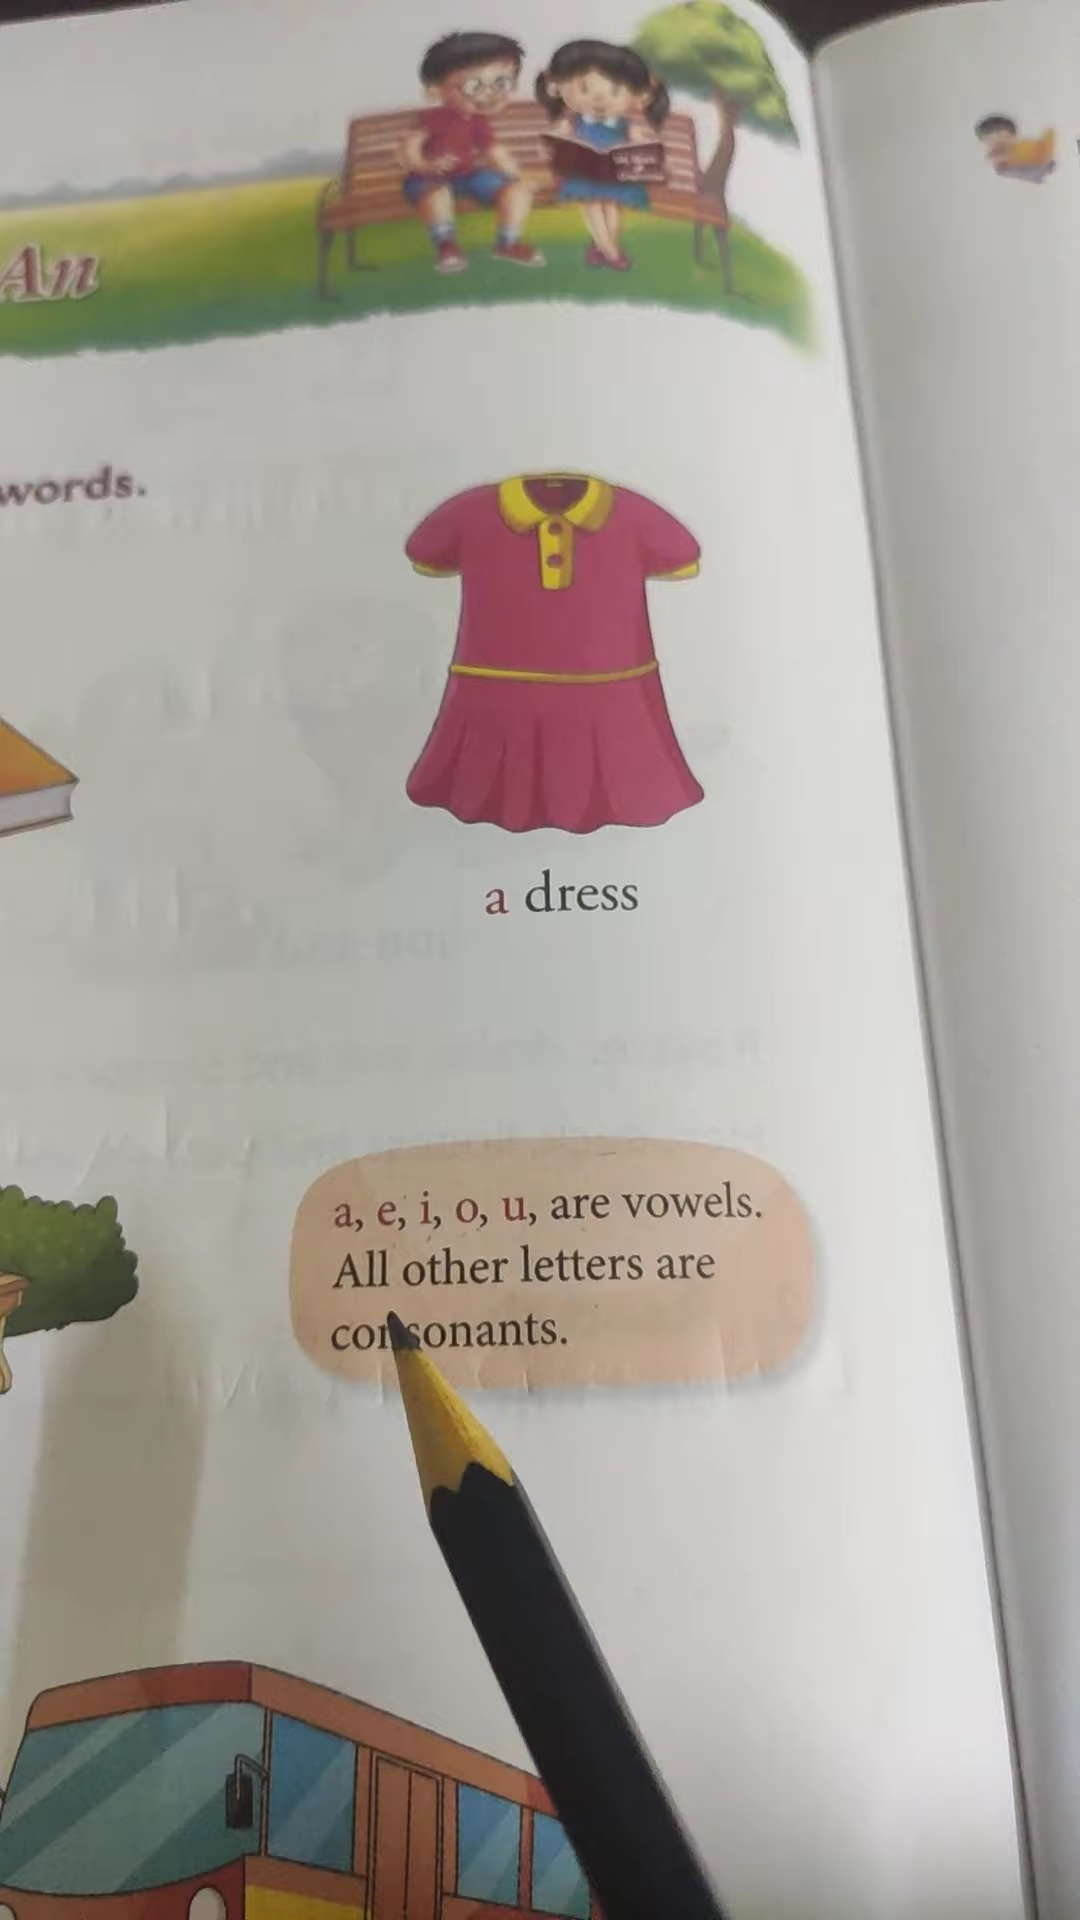 An
words.
a dress
a, e, i, o, u, are vowels.
All other letters are
consonants.